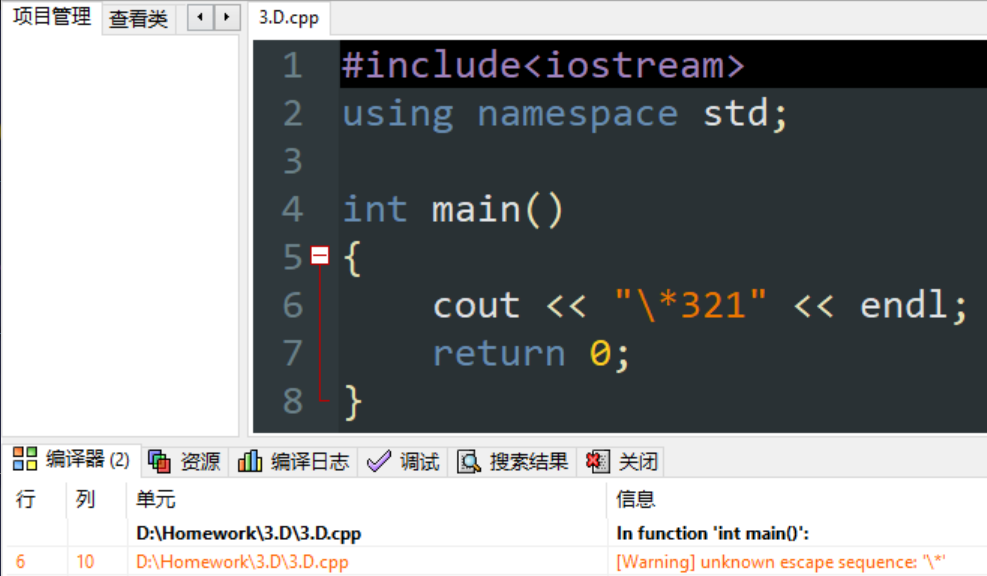 项目管理 查看类 3.D.cpp
1 #include<iostream>
2 using namespace std;
3
4 int main()
5 {
6 cout << "\*321" << endl;
7 return 0;
8 }
编译器 (2) 资源 编译日志 调试 搜索结果 关闭
行 列 单元 信息
D:\Homework\3.D\3.D.cpp In function 'int main()':
6 10 D:\Homework\3.D\3.D.cpp [Warning] unknown escape sequence: '\*'